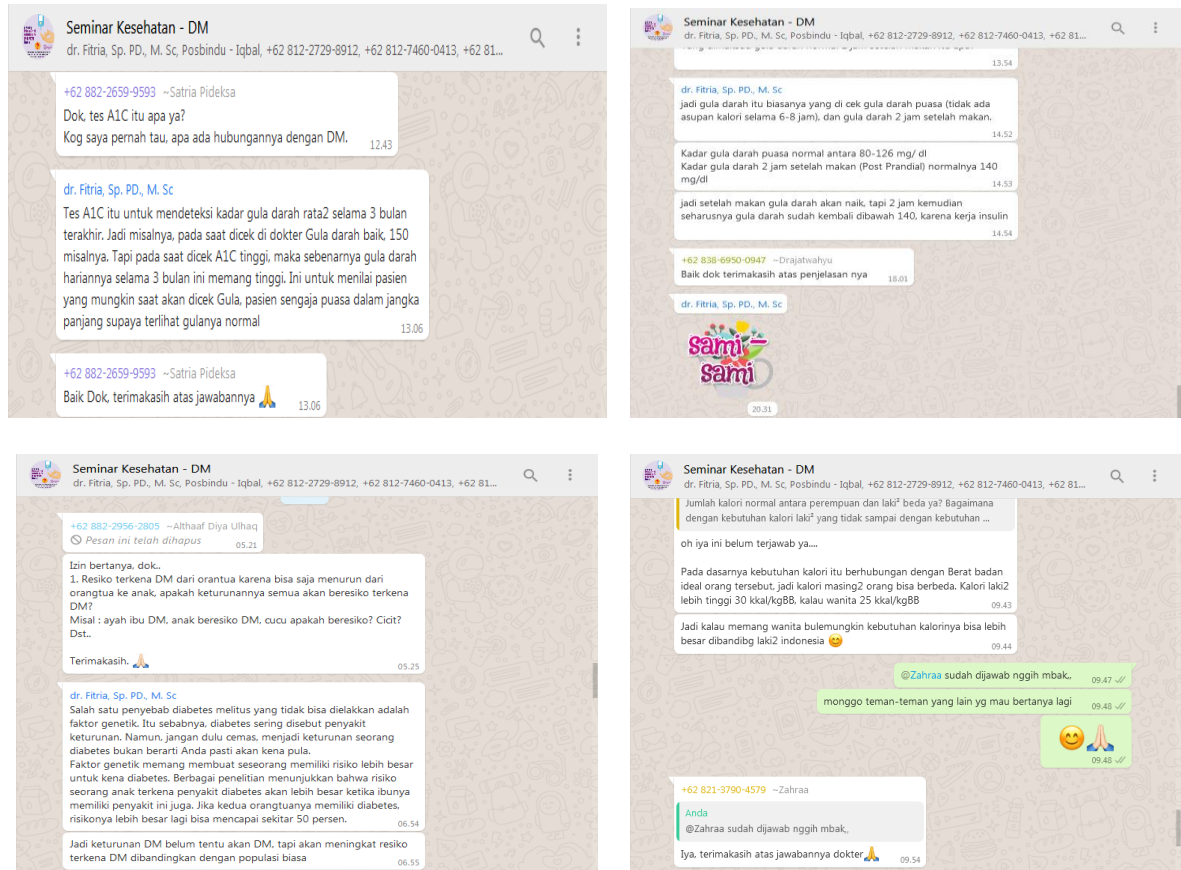 Seminar Kesehatan - DM
dr. Fitria, Sp. PD., M. Sc, Posbindu - Iqbal, +62 812-2729-8912, +62 812-7460-0413, +62 81...
+62 882-2659-9593 ~Satria Pideksa
Dok, tes A1C itu apa ya?
Kog saya pernah tau, apa ada hubungannya dengan DM.
12.43
dr. Fitria, Sp. PD., M. Sc
Tes A1C itu untuk mendeteksi kadar gula darah rata2 selama 3 bulan
terakhir. Jadi misalnya, pada saat dicek di dokter Gula darah baik, 150
misalnya. Tapi pada saat dicek A1C tinggi, maka sebenarnya gula darah
hariannya selama 3 bulan ini memang tinggi. Ini untuk menilai pasien
yang mungkin saat akan dicek Gula, pasien sengaja puasa dalam jangka
panjang supaya terlihat gulanya normal
13.06
+62 882-2659-9593 ~Satria Pideksa
Baik Dok, terimakasih atas jawabannya 🙏
13.06
Seminar Kesehatan - DM
dr. Fitria, Sp. PD., M. Sc, Posbindu - Iqbal, +62 812-2729-8912, +62 812-7460-0413, +62 81...
13.54
dr. Fitria, Sp. PD., M. Sc
jadi gula darah itu biasanya yang di cek gula darah puasa (tidak ada
asupan kalori selama 6-8 jam), dan gula darah 2 jam setelah makan.
14.52
Kadar gula darah puasa normal antara 80-126 mg/ dl
Kadar gula darah 2 jam setelah makan (Post Prandial) normalnya 140
mg/dl
14.53
jadi setelah makan gula darah akan naik, tapi 2 jam kemudian
seharusnya gula darah sudah kembali dibawah 140, karena kerja insulin
14.54
+62 838-6950-0947 ~Drajatwahyu
Baik dok terimakasih atas penjelasan nya
18.01
dr. Fitria, Sp. PD., M. Sc
sami -
sami
20.31
Seminar Kesehatan - DM
dr. Fitria, Sp. PD., M. Sc, Posbindu - Iqbal, +62 812-2729-8912, +62 812-7460-0413, +62 81...
+62 882-2956-2805 ~Althaaf Diya Ulhaq
Pesan ini telah dihapus
05.21
Izin bertanya, dok..
1. Resiko terkena DM dari orantua karena bisa saja menurun dari
orangtua ke anak, apakah keturunannya semua akan beresiko terkena
DM?
Misal : ayah ibu DM, anak beresiko DM, cucu apakah beresiko? Cicit?
Dst..
Terimakasih. 🙏🏻
05.25
dr. Fitria, Sp. PD., M. Sc
Salah satu penyebab diabetes melitus yang tidak bisa dielakkan adalah
faktor genetik. Itu sebabnya, diabetes sering disebut penyakit
keturunan. Namun, jangan dulu cemas, menjadi keturunan seorang
diabetes bukan berarti Anda pasti akan kena pula.
Faktor genetik memang membuat seseorang memiliki risiko lebih besar
untuk kena diabetes. Berbagai penelitian menunjukkan bahwa risiko
seorang anak terkena penyakit diabetes akan lebih besar ketika ibunya
memiliki penyakit ini juga. Jika kedua orangtuanya memiliki diabetes,
risikonya lebih besar lagi bisa mencapai sekitar 50 persen.
06.54
Jadi keturunan DM belum tentu akan DM, tapi akan meningkat resiko
terkena DM dibandingkan dengan populasi biasa
06.55
Seminar Kesehatan - DM
dr. Fitria, Sp. PD., M. Sc, Posbindu - Iqbal, +62 812-2729-8912, +62 812-7460-0413, +62 81...
Jumlah kalori normal antara perempuan dan laki² beda ya? Bagaimana
dengan kebutuhan kalori laki² yang tidak sampai dengan kebutuhan ...
oh iya ini belum terjawab ya....
Pada dasarnya kebutuhan kalori itu berhubungan dengan Berat badan
ideal orang tersebut, jadi kalori masing2 orang bisa berbeda. Kalori laki2
lebih tinggi 30 kkal/kgBB, kalau wanita 25 kkal/kgBB
09.43
Jadi kalau memang wanita bulemungkin kebutuhan kalorinya bisa lebih
besar dibandibg laki2 indonesia 😊
09.44
@Zahraa sudah dijawab nggih mbak,,
09.47
monggo teman-teman yang lain yg mau bertanya lagi
09.48
😊🙏🏻
09.48
+62 821-3790-4579 ~Zahraa
Anda
@Zahraa sudah dijawab nggih mbak,,
Iya, terimakasih atas jawabannya dokter🙏
09.54